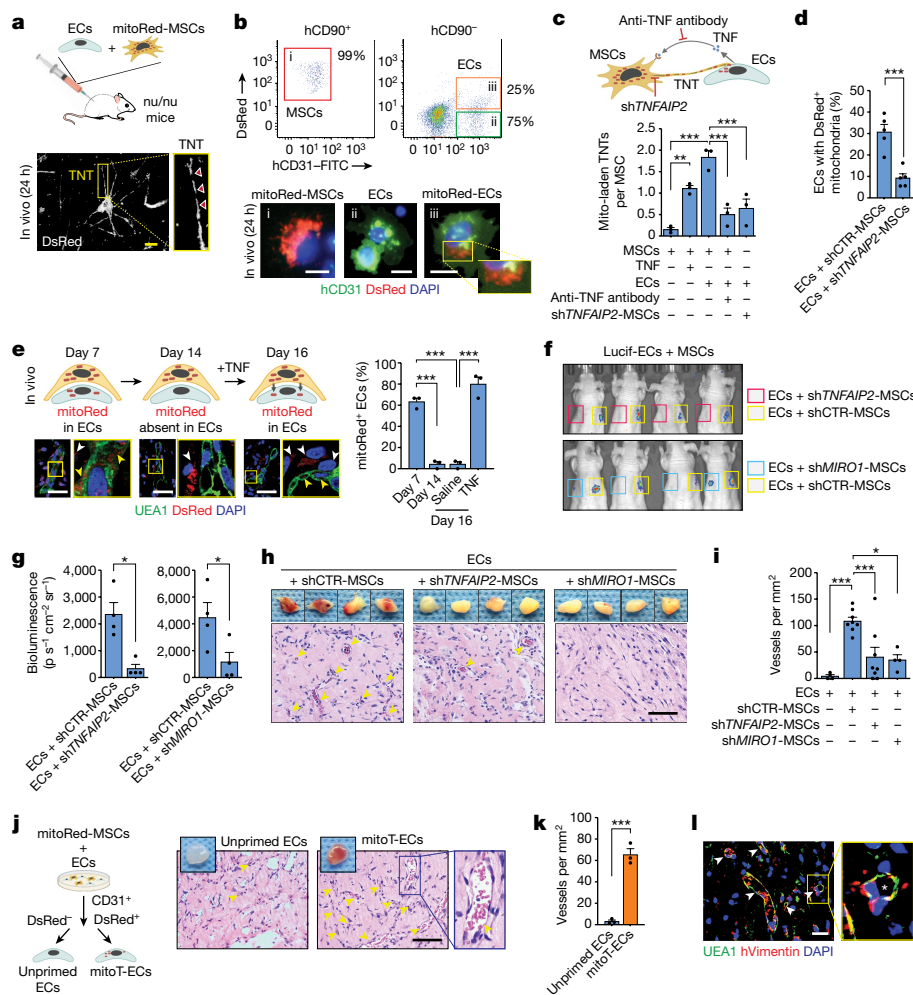 a
ECs
mitoRed-MSCs
+
nu/nu
mice
In vivo (24 h)
TNT
TNT
DsRed
b
hCD90⁺
hCD90⁻
DsRed
10³
10²
10¹
0
i
99%
MSCs
0 10¹ 10² 10³
10³
10²
10¹
0
ECs
iii
25%
ii
75%
0 10¹ 10² 10³
hCD31–FITC
mitoRed-MSCs
ECs
mitoRed-ECs
In vivo (24 h)
i
ii
iii
hCD31 DsRed DAPI
c
Anti-TNF antibody
TNF
MSCs
ECs
TNT
shTNFAIP2
Mito-laden TNTs
per MSC
2.0
1.5
1.0
0.5
0
**
***
***
***
***
MSCs + + + + +
TNF – + – – –
ECs – – + + +
Anti-TNF antibody – – – + –
shTNFAIP2-MSCs – – – – +
d
ECs with DsRed⁺
mitochondria (%)
50
40
30
20
10
0
***
ECs + shCTR-MSCs
ECs + shTNFAIP2-MSCs
e
In vivo
Day 7
Day 14
Day 16
+TNF
mitoRed
in ECs
mitoRed
absent in ECs
mitoRed
in ECs
UEA1 DsRed DAPI
mitoRed⁺ ECs (%)
100
80
60
40
20
0
***
***
***
Day 7
Day 14
Saline
TNF
Day 16
f
Lucif-ECs + MSCs
ECs + shTNFAIP2-MSCs
ECs + shCTR-MSCs
ECs + shMIRO1-MSCs
ECs + shCTR-MSCs
g
Bioluminescence
(p s⁻¹ cm⁻² sr⁻¹)
4,000
3,000
2,000
1,000
0
*
ECs + shCTR-MSCs
ECs + shTNFAIP2-MSCs
8,000
6,000
4,000
2,000
0
*
ECs + shCTR-MSCs
ECs + shMIRO1-MSCs
h
ECs
+ shCTR-MSCs
+ shTNFAIP2-MSCs
+ shMIRO1-MSCs
i
Vessels per mm²
200
150
100
50
0
***
***
*
ECs + + + +
shCTR-MSCs – + – –
shTNFAIP2-MSCs – – + –
shMIRO1-MSCs – – – +
j
mitoRed-MSCs
+
ECs
CD31⁺
DsRed⁻
DsRed⁺
Unprimed
ECs
mitoT-ECs
Unprimed ECs
mitoT-ECs
k
Vessels per mm²
100
80
60
40
20
0
***
Unprimed ECs
mitoT-ECs
l
*
UEA1 hVimentin DAPI